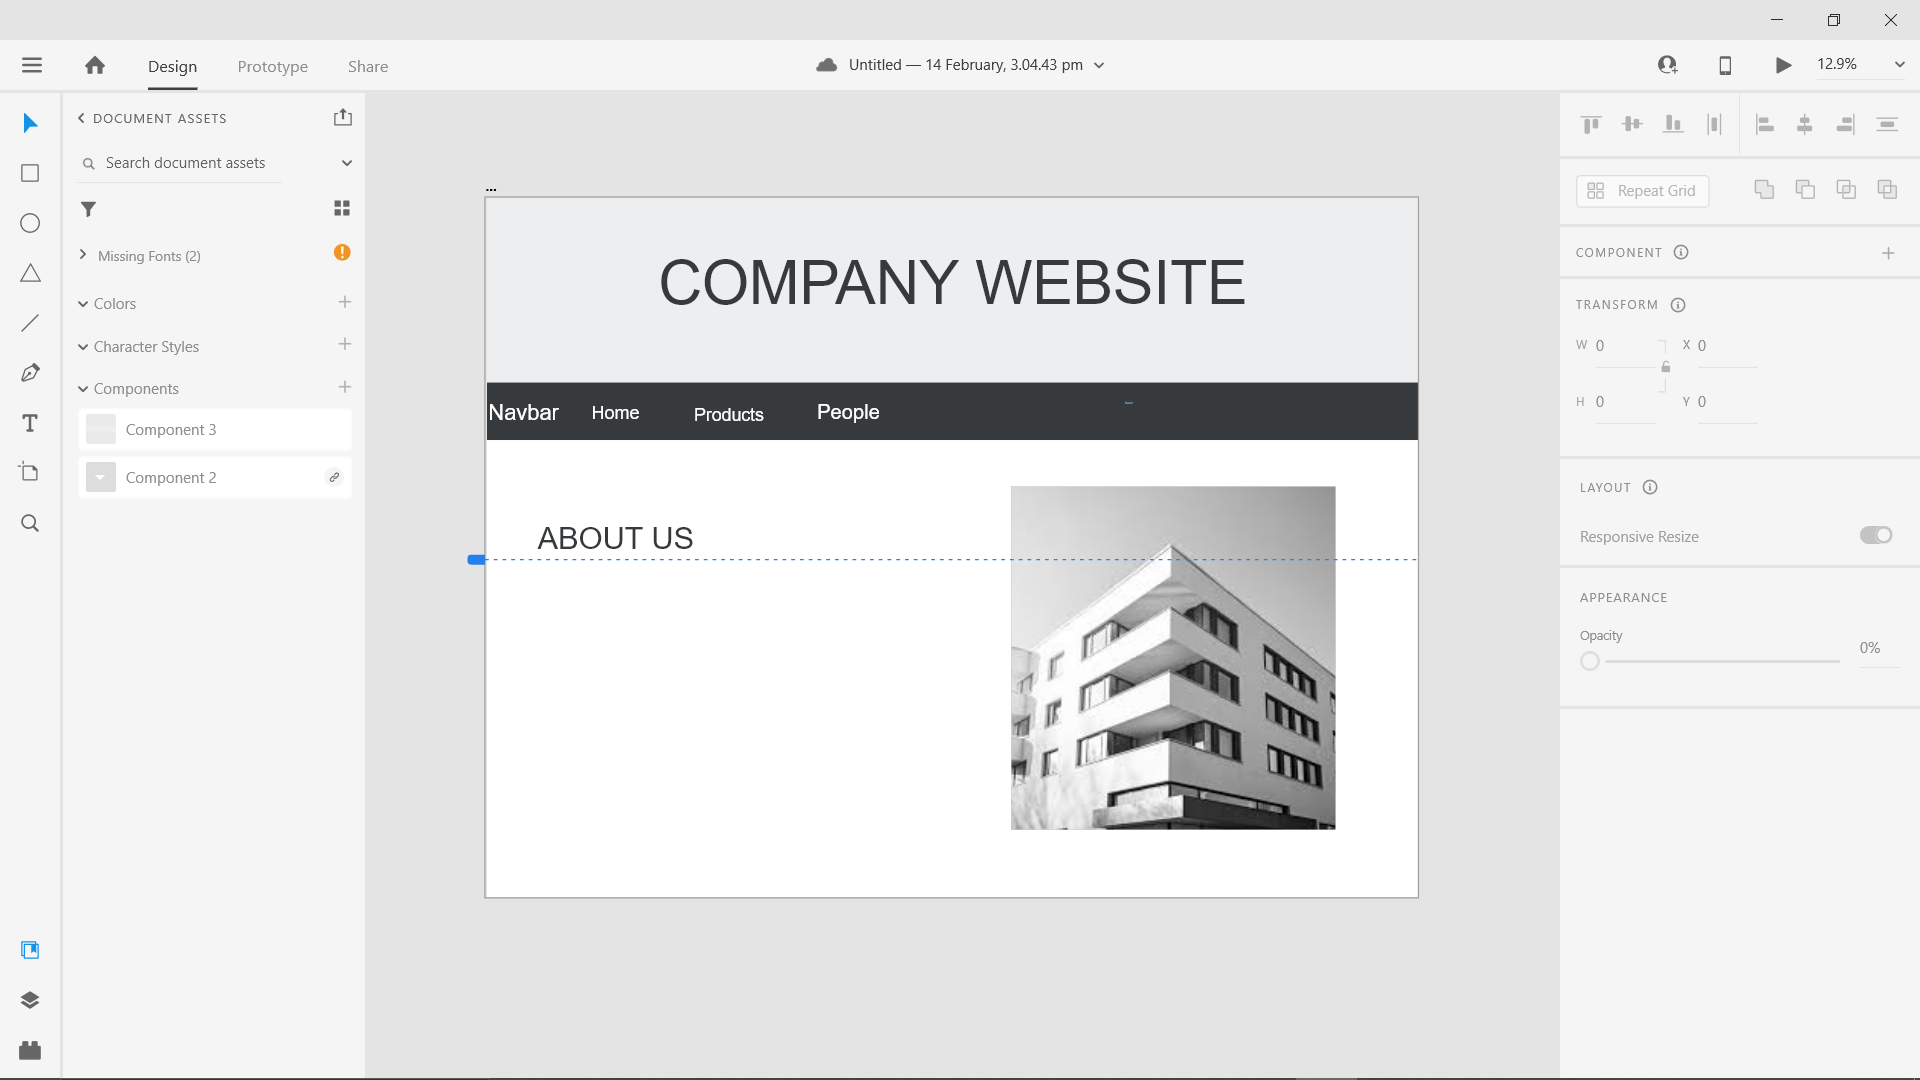 Design
Prototype
Share
Untitled — 14 February, 3.04.43 pm
12.9%
DOCUMENT ASSETS
Search document assets
Missing Fonts (2)
Colors
Character Styles
Components
Component 3
Component 2
...
COMPANY WEBSITE
Navbar Home Products People
ABOUT US
Repeat Grid
COMPONENT
TRANSFORM
W 0 X 0
H 0 Y 0
LAYOUT
Responsive Resize
APPEARANCE
Opacity
0%